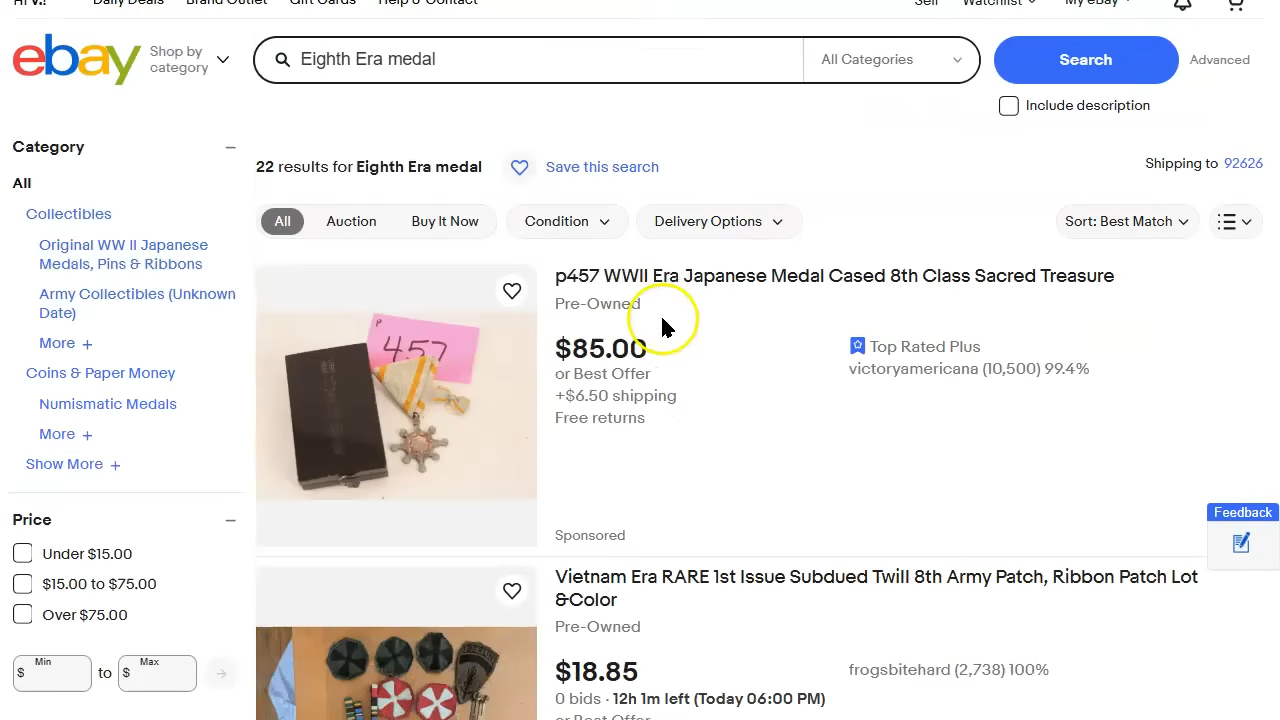 Hi V.! Daily Deals Brand Outlet Gift Cards Help & Contact Sell Watchlist My eBay
ebay Shop by category Eighth Era medal All Categories Search Advanced
Include description
Category
All
Collectibles
Original WW II Japanese
Medals, Pins & Ribbons
Army Collectibles (Unknown
Date)
More +
Coins & Paper Money
Numismatic Medals
More +
Show More +
Price
Under $15.00
$15.00 to $75.00
Over $75.00
$ Min to $ Max
22 results for Eighth Era medal Save this search Shipping to 92626
All Auction Buy It Now Condition Delivery Options Sort: Best Match
p457 WWII Era Japanese Medal Cased 8th Class Sacred Treasure
Pre-Owned
$85.00
or Best Offer
+$6.50 shipping
Free returns
Top Rated Plus
victoryamericana (10,500) 99.4%
Sponsored
P
457
Vietnam Era RARE 1st Issue Subdued Twill 8th Army Patch, Ribbon Patch Lot
&Color
Pre-Owned
$18.85
0 bids · 12h 1m left (Today 06:00 PM)
or Best Offer
frogsbitehard (2,738) 100%
Feedback